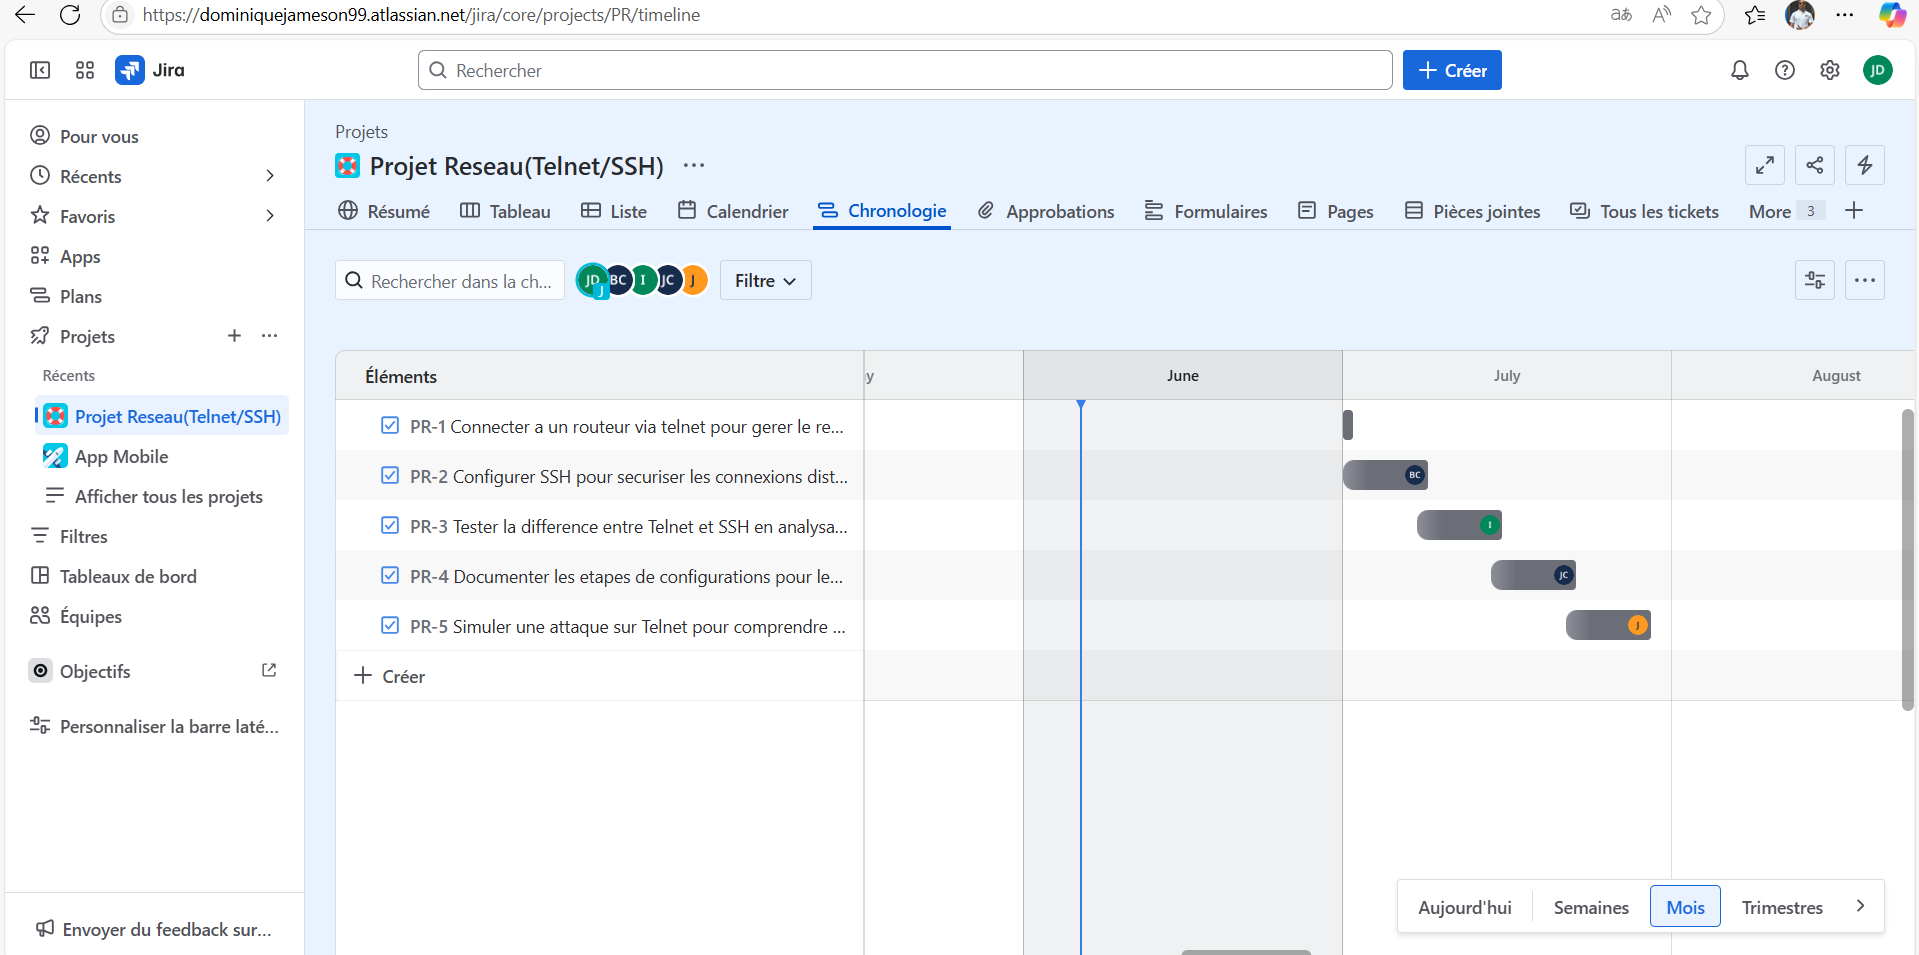 https://dominiquejameson99.atlassian.net/jira/core/projects/PR/timeline
Jira
Rechercher
Créer
JD
Pour vous
Récents
Favoris
Apps
Plans
Projets
Récents
Projet Reseau(Telnet/SSH)
App Mobile
Afficher tous les projets
Filtres
Tableaux de bord
Équipes
Objectifs
Personnaliser la barre laté...
Envoyer du feedback sur...
Projets
Projet Reseau(Telnet/SSH)
Résumé Tableau Liste Calendrier Chronologie Approbations Formulaires Pages Pièces jointes Tous les tickets More 3
Rechercher dans la ch...
JD J BC I JC J
Filtre
Éléments
y June July August
PR-1 Connecter a un routeur via telnet pour gerer le re...
PR-2 Configurer SSH pour securiser les connexions dist...
BC
PR-3 Tester la difference entre Telnet et SSH en analysa...
I
PR-4 Documenter les etapes de configurations pour le...
JC
PR-5 Simuler une attaque sur Telnet pour comprendre ...
J
Créer
Aujourd'hui Semaines Mois Trimestres